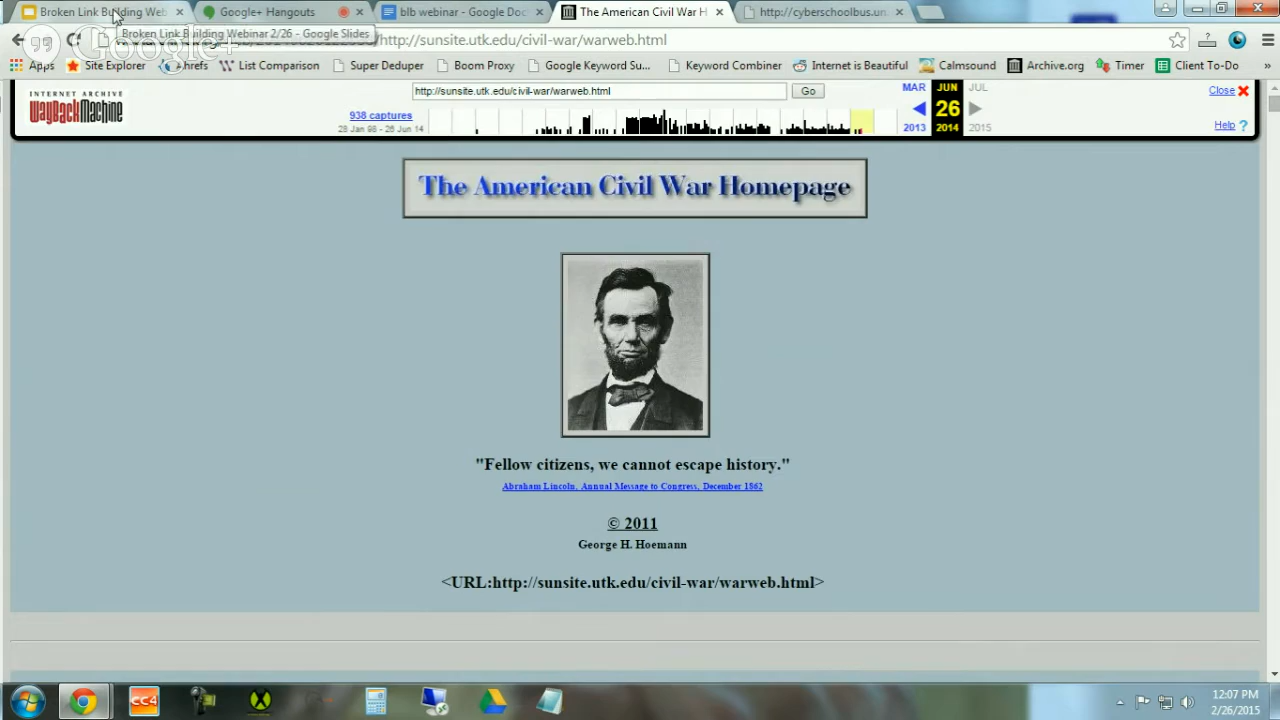 Broken Link Building Web
Google+ Hangouts
blb webinar - Google Doc
The American Civil War H
http://cyberschoolbus.un.
Broken Link Building Webinar 2/26 - Google Slides
Google+
http://sunsite.utk.edu/civil-war/warweb.html
Apps
Site Explorer
Ahrefs
List Comparison
Super Deduper
Boom Proxy
Google Keyword Su...
Keyword Combiner
Internet is Beautiful
Calmsound
Archive.org
Timer
Client To-Do
»
INTERNET ARCHIVE
WayBackMachine
http://sunsite.utk.edu/civil-war/warweb.html
Go
938 captures
28 Jan 98 - 26 Jun 14
MAR JUN JUL
26
2013 2014 2015
Close
Help ?
The American Civil War Homepage
"Fellow citizens, we cannot escape history."
Abraham Lincoln, Annual Message to Congress, December 1862
© 2011
George H. Hoemann
<URL:http://sunsite.utk.edu/civil-war/warweb.html>
CC4
12:07 PM
2/26/2015